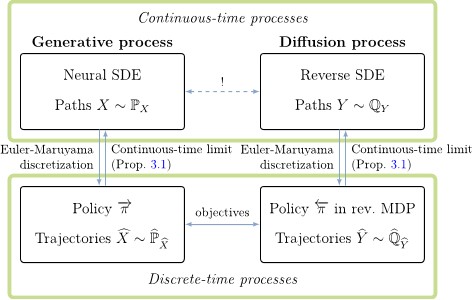 Continuous-time processes
Generative process
Diffusion process
Neural SDE
Paths X ∼ ℙ_X
!
Reverse SDE
Paths Y ∼ ℚ_Y
Euler-Maruyama
discretization
Continuous-time limit
(Prop. 3.1)
Euler-Maruyama
discretization
Continuous-time limit
(Prop. 3.1)
Policy π→
Trajectories X̂ ∼ ℙ̂_X̂
objectives
Policy π← in rev. MDP
Trajectories Ŷ ∼ ℚ̂_Ŷ
Discrete-time processes